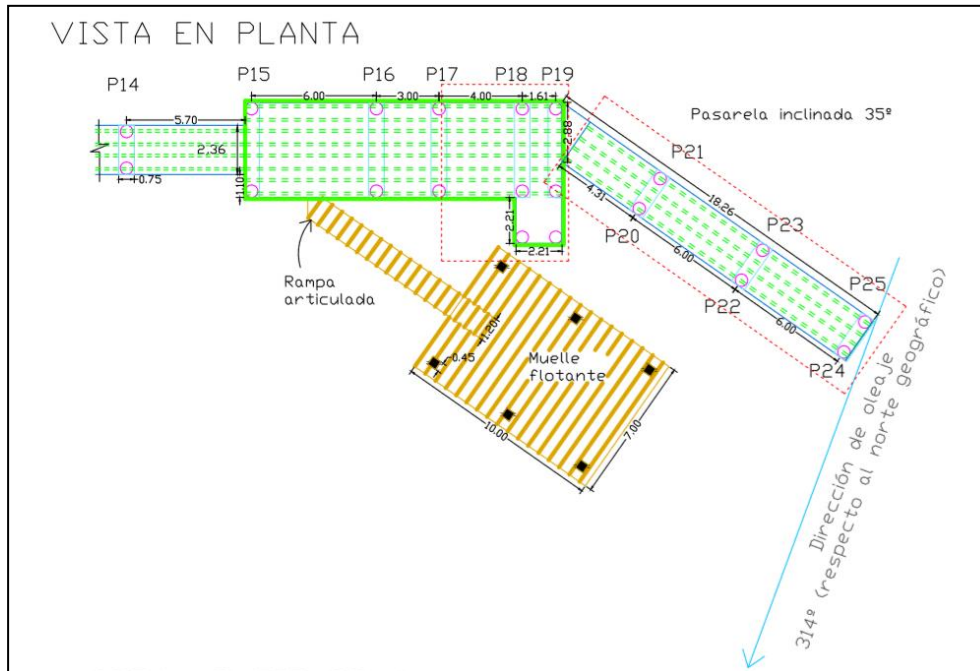 VISTA EN PLANTA
P14
P15
P16
P17
P18
P19
6.00
3.00
4.00
1.61
5.70
2.36
0.75
1.10
2.88
Pasarela inclinada 35º
P21
18.26
4.31
P20
P23
6.00
P22
P25
6.00
P24
2.21
2.21
Rampa
articulada
1.20
Muelle
flotante
0.45
10.00
7.00
Dirección de oleaje
314º (respecto al norte geográfico)